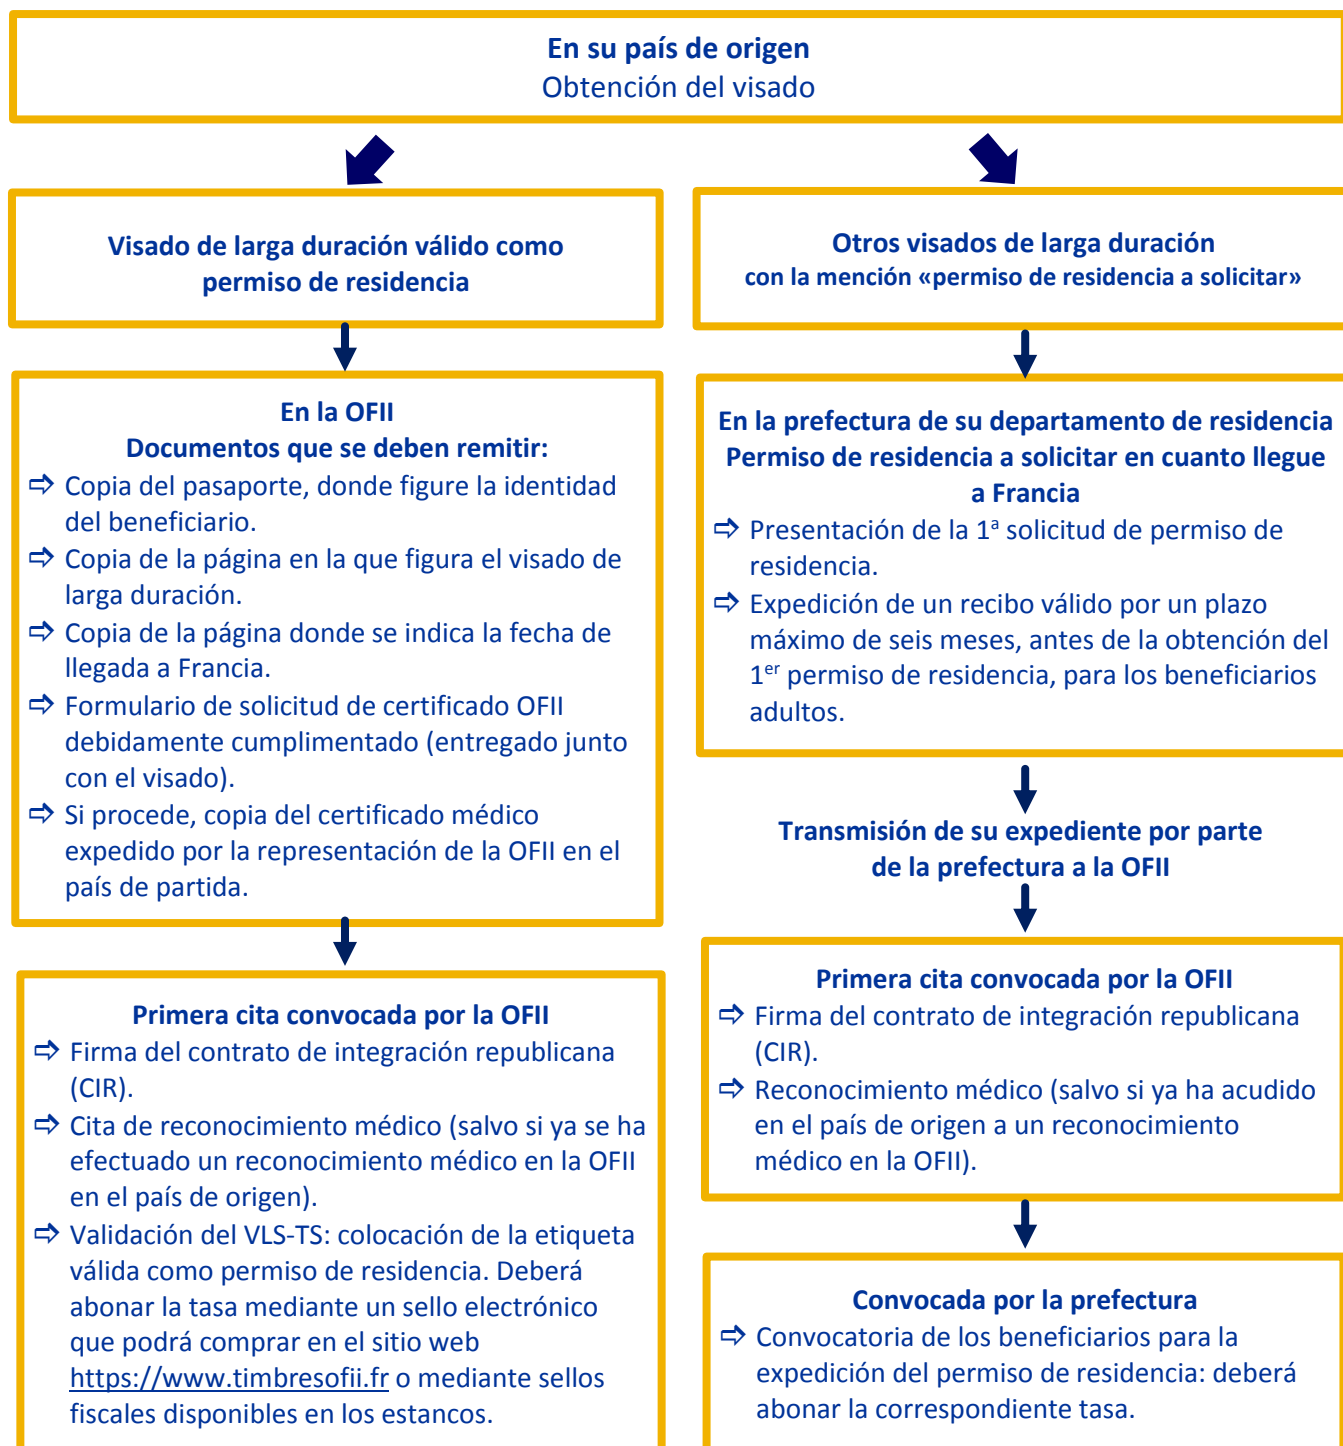 En su país de origen
Obtención del visado
Visado de larga duración válido como
permiso de residencia
En la OFII
Documentos que se deben remitir:
⇨ Copia del pasaporte, donde figure la identidad
del beneficiario.
⇨ Copia de la página en la que figura el visado de
larga duración.
⇨ Copia de la página donde se indica la fecha de
llegada a Francia.
⇨ Formulario de solicitud de certificado OFII
debidamente cumplimentado (entregado junto
con el visado).
⇨ Si procede, copia del certificado médico
expedido por la representación de la OFII en el
país de partida.
Primera cita convocada por la OFII
⇨ Firma del contrato de integración republicana
(CIR).
⇨ Cita de reconocimiento médico (salvo si ya se ha
efectuado un reconocimiento médico en la OFII
en el país de origen).
⇨ Validación del VLS-TS: colocación de la etiqueta
válida como permiso de residencia. Deberá
abonar la tasa mediante un sello electrónico
que podrá comprar en el sitio web
https://www.timbresofii.fr o mediante sellos
fiscales disponibles en los estancos.
Otros visados de larga duración
con la mención «permiso de residencia a solicitar»
En la prefectura de su departamento de residencia
Permiso de residencia a solicitar en cuanto llegue
a Francia
⇨ Presentación de la 1ª solicitud de permiso de
residencia.
⇨ Expedición de un recibo válido por un plazo
máximo de seis meses, antes de la obtención del
1er permiso de residencia, para los beneficiarios
adultos.
Transmisión de su expediente por parte
de la prefectura a la OFII
Primera cita convocada por la OFII
⇨ Firma del contrato de integración republicana
(CIR).
⇨ Reconocimiento médico (salvo si ya ha acudido
en el país de origen a un reconocimiento
médico en la OFII).
Convocada por la prefectura
⇨ Convocatoria de los beneficiarios para la
expedición del permiso de residencia: deberá
abonar la correspondiente tasa.